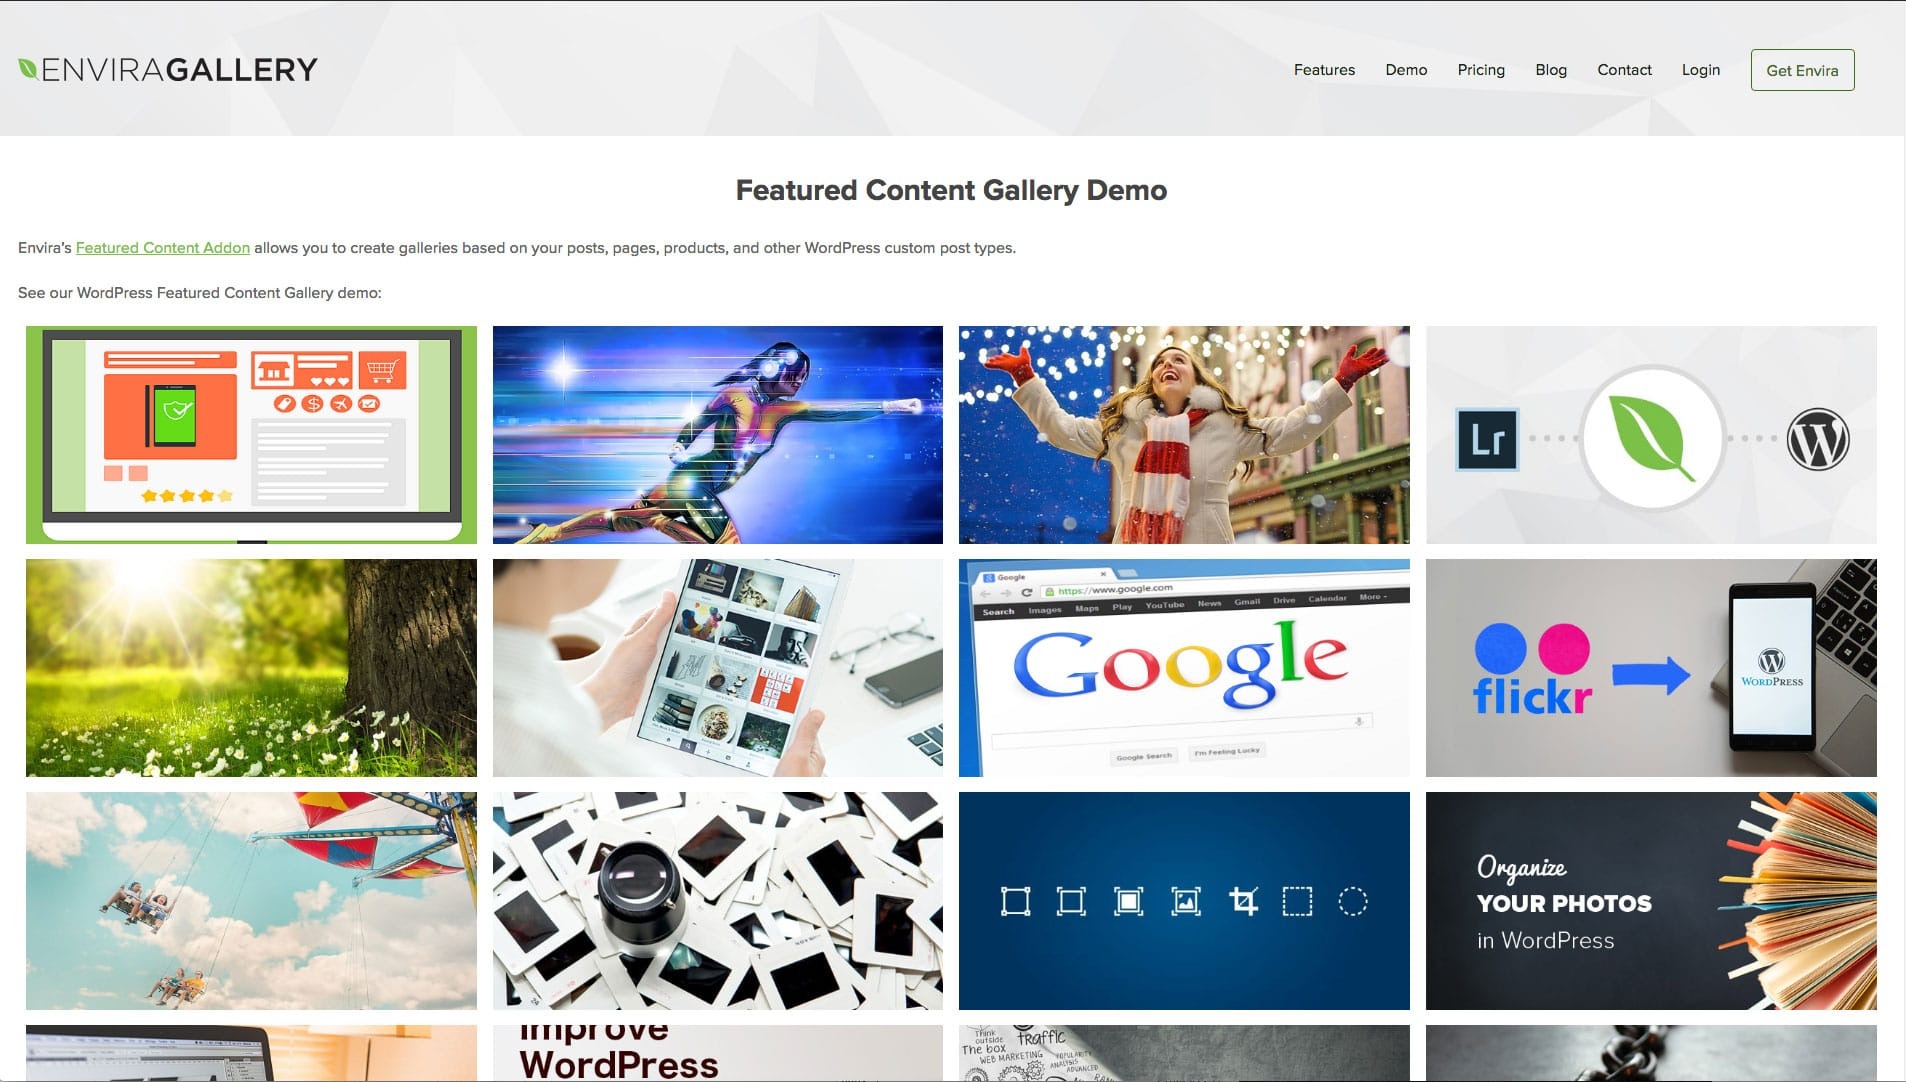 ENVIRAGALLERY
Features Demo Pricing Blog Contact Login Get Envira
Featured Content Gallery Demo
Envira's Featured Content Addon allows you to create galleries based on your posts, pages, products, and other WordPress custom post types.
See our WordPress Featured Content Gallery demo:
Lr
Google
https://www.google.com
Search Images Maps Play YouTube News Gmail Drive Calendar More
Google
Google Search I'm Feeling Lucky
flickr
WORDPRESS
Organize
YOUR PHOTOS
in WordPress
Improve
WordPress
Think
outside
The box
traffic
WEB MARKETING
POPULARITY
ANALYSIS
ADVANCED